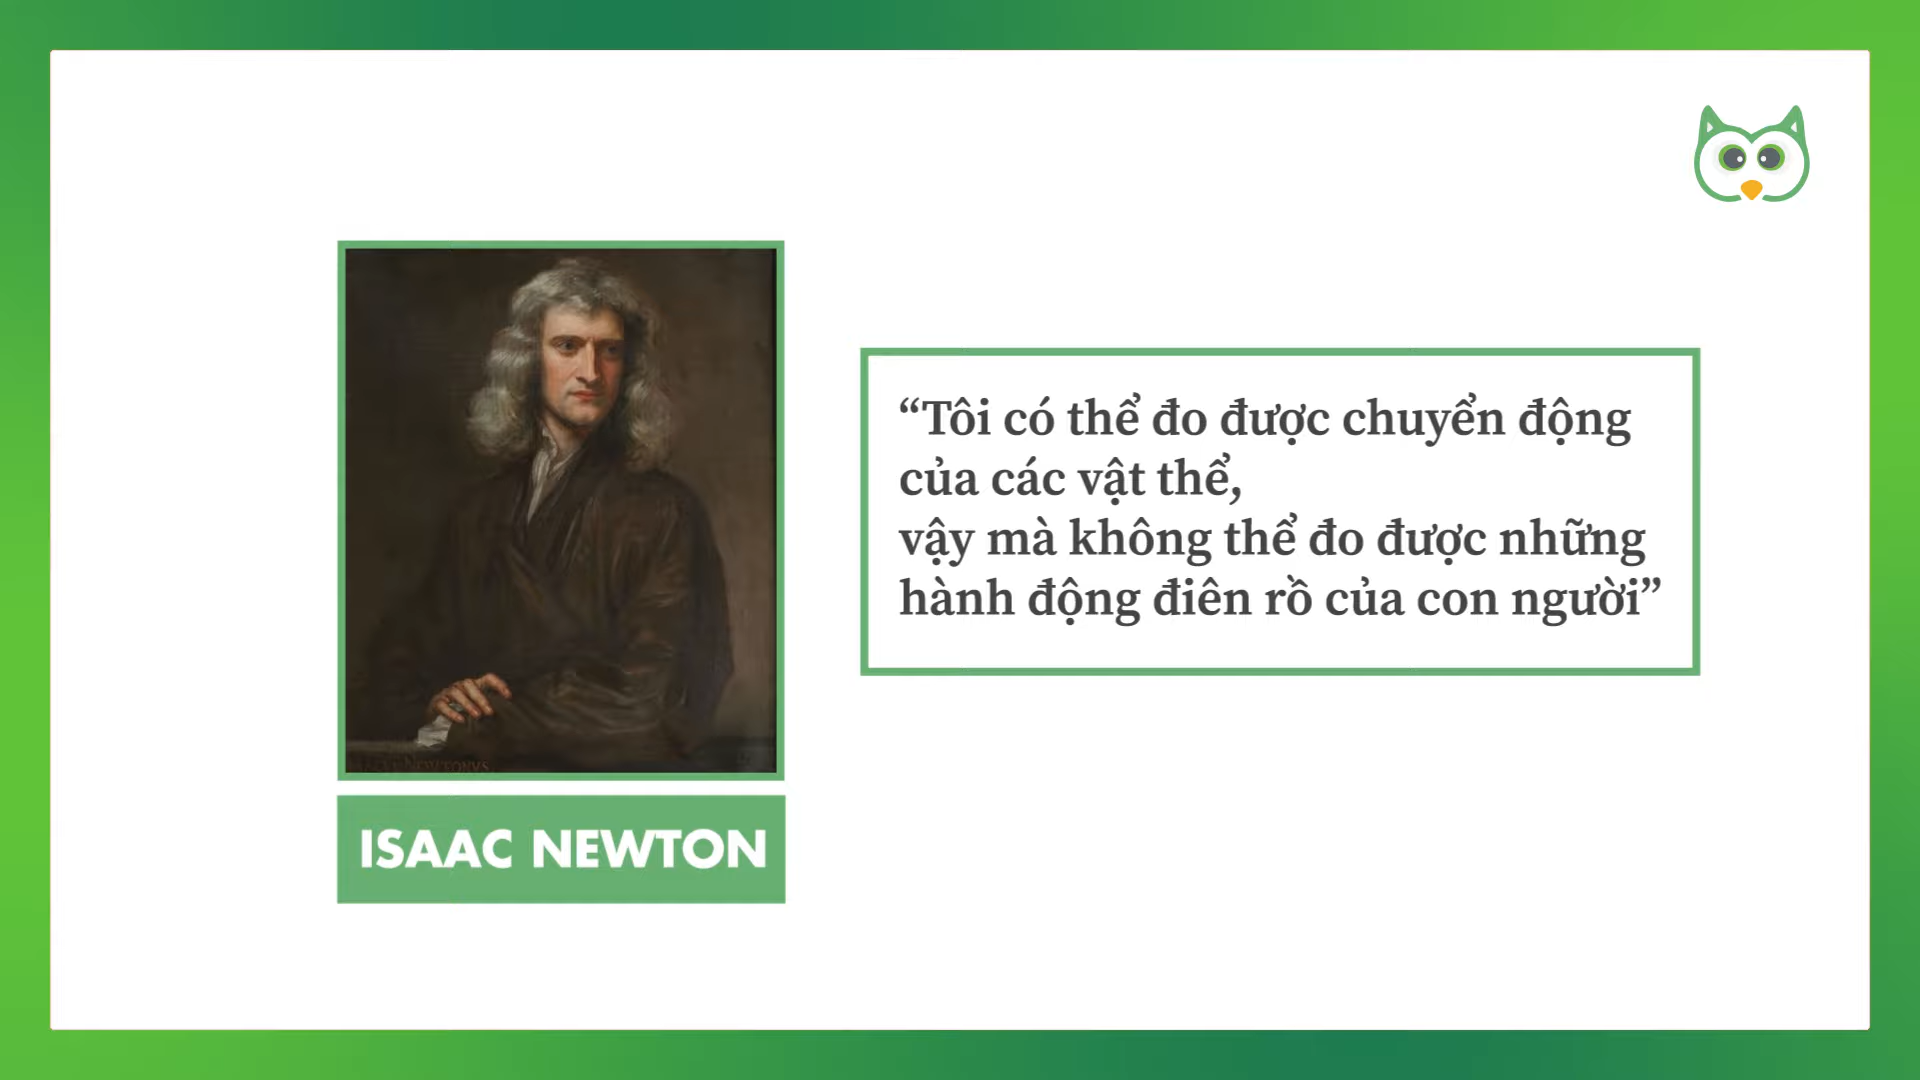 “Tôi có thể đo được chuyển động
của các vật thể,
vậy mà không thể đo được những
hành động điên rồ của con người”
ISAAC NEWTON